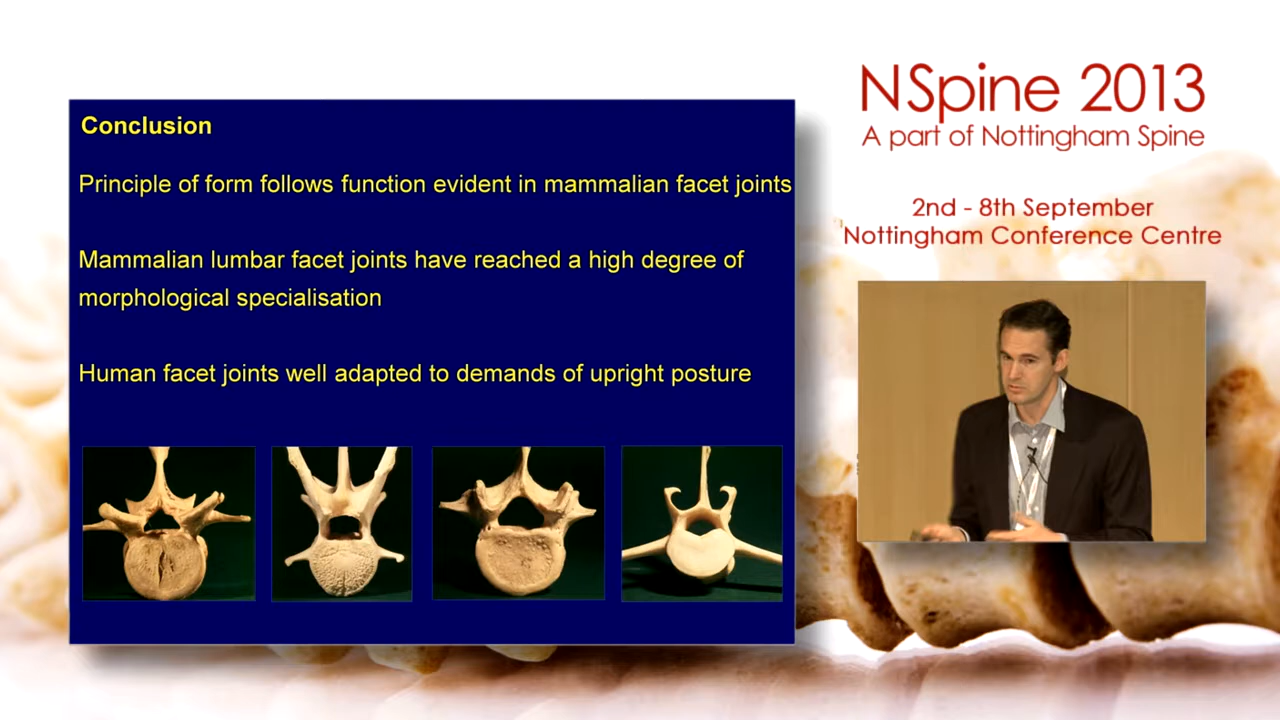 NSpine 2013
A part of Nottingham Spine
2nd - 8th September
Nottingham Conference Centre
Conclusion
Principle of form follows function evident in mammalian facet joints
Mammalian lumbar facet joints have reached a high degree of
morphological specialisation
Human facet joints well adapted to demands of upright posture